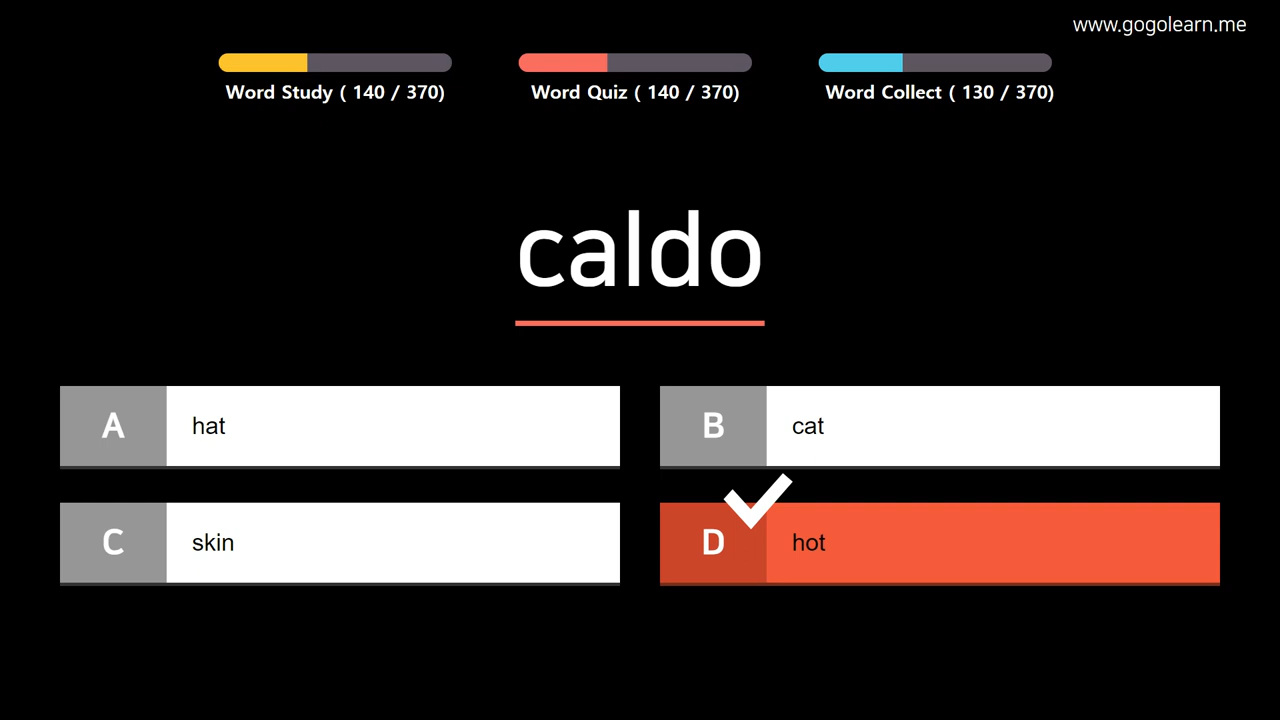 www.gogolearn.me
Word Study ( 140 / 370)
Word Quiz ( 140 / 370)
Word Collect ( 130 / 370)
caldo
A hat
B cat
C skin
D hot